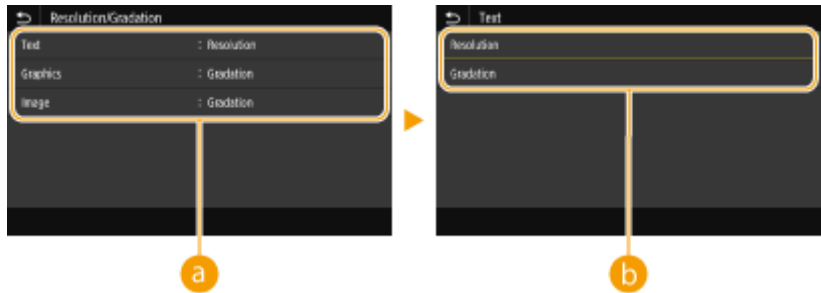 Resolution/Gradation
Text : Resolution
Graphics : Gradation
Image : Gradation
a
Text
Resolution
Gradation
b